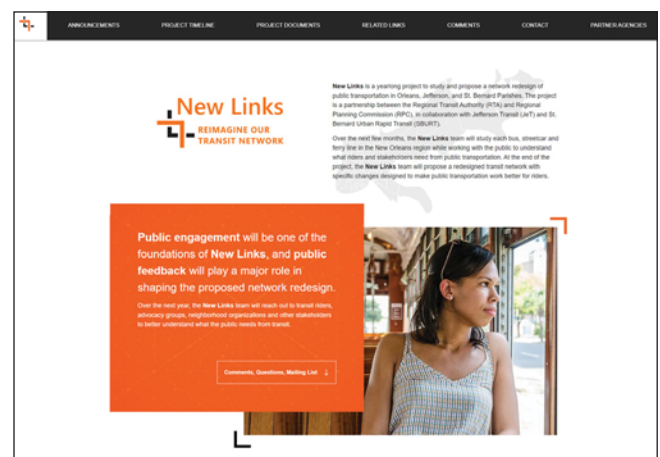 ANNOUNCEMENTS PROJECT TIMELINE PROJECT DOCUMENTS RELATED LINKS COMMENTS CONTACT PARTNER AGENCIES
New Links
REIMAGINE OUR
TRANSIT NETWORK
New Links is a yearlong project to study and propose a network redesign of
public transportation in Orleans, Jefferson, and St. Bernard Parishes. The project
is a partnership between the Regional Transit Authority (RTA) and Regional
Planning Commission (RPC), in collaboration with Jefferson Transit (JeT) and St.
Bernard Urban Rapid Transit (SBURT).
Over the next few months, the New Links team will study each bus, streetcar and
ferry line in the New Orleans region while working with the public to understand
what riders and stakeholders need from public transportation. At the end of the
project, the New Links team will propose a redesigned transit network with
specific changes designed to make public transportation work better for riders.
Public engagement will be one of the
foundations of New Links, and public
feedback will play a major role in
shaping the proposed network redesign.
Over the next year, the New Links team will reach out to transit riders,
advocacy groups, neighborhood organizations and other stakeholders
to better understand what the public needs from transit.
Comments, Questions, Mailing List ↓